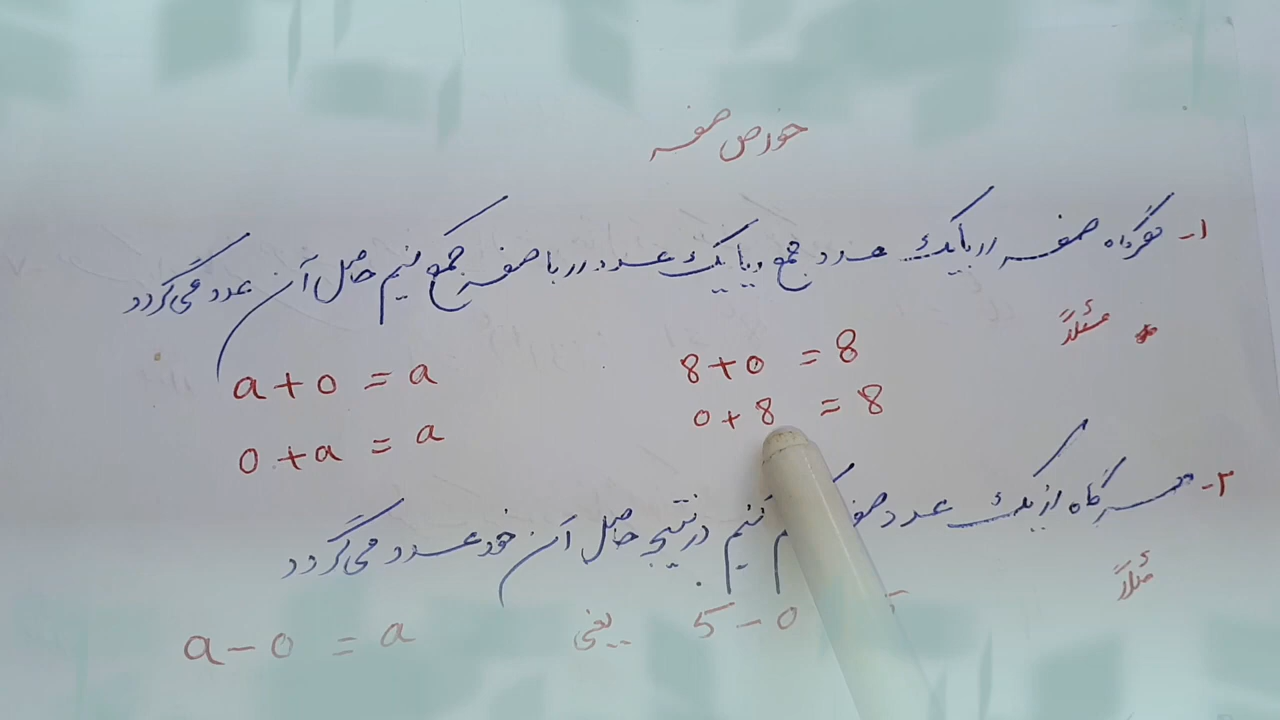 خواص صفر
۱- هرگاه صفر را با یک عدد جمع و یا یک عدد را با صفر جمع کنیم حاصل آن عدد می گردد
مثلاً
8 + 0 = 8
a + 0 = a
0 + 8 = 8
0 + a = a
۲- هرگاه از یک عدد صفر کنیم در نتیجه حاصل آن خود عدد می گردد
مثلاً
5 - 0 یعنی a - 0 = a